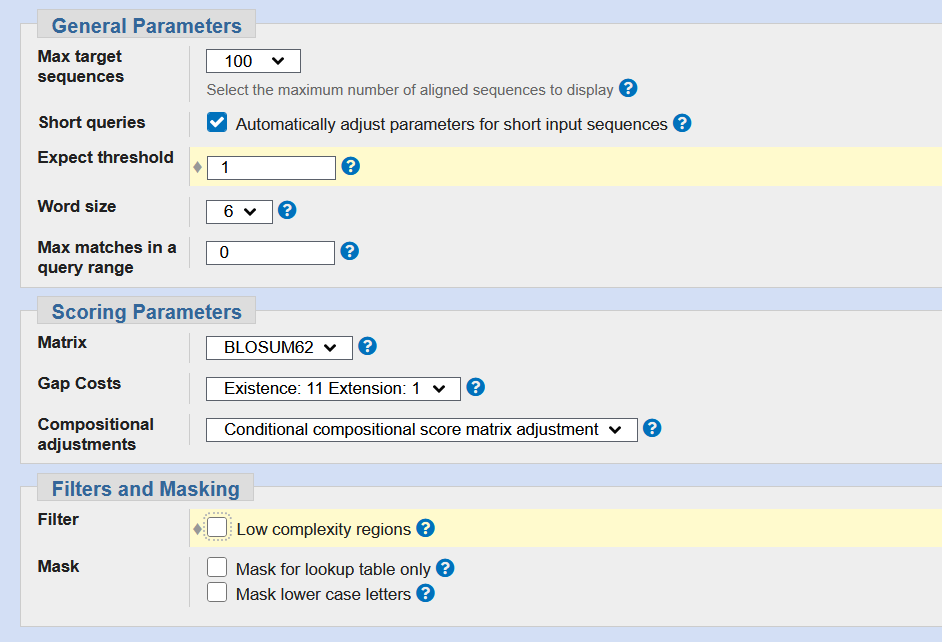 General Parameters
Max target
sequences
100
Select the maximum number of aligned sequences to display ?
Short queries
Automatically adjust parameters for short input sequences ?
Expect threshold
1 ?
Word size
6 ?
Max matches in a
query range
0 ?
Scoring Parameters
Matrix
BLOSUM62 ?
Gap Costs
Existence: 11 Extension: 1 ?
Compositional
adjustments
Conditional compositional score matrix adjustment ?
Filters and Masking
Filter
Low complexity regions ?
Mask
Mask for lookup table only ?
Mask lower case letters ?